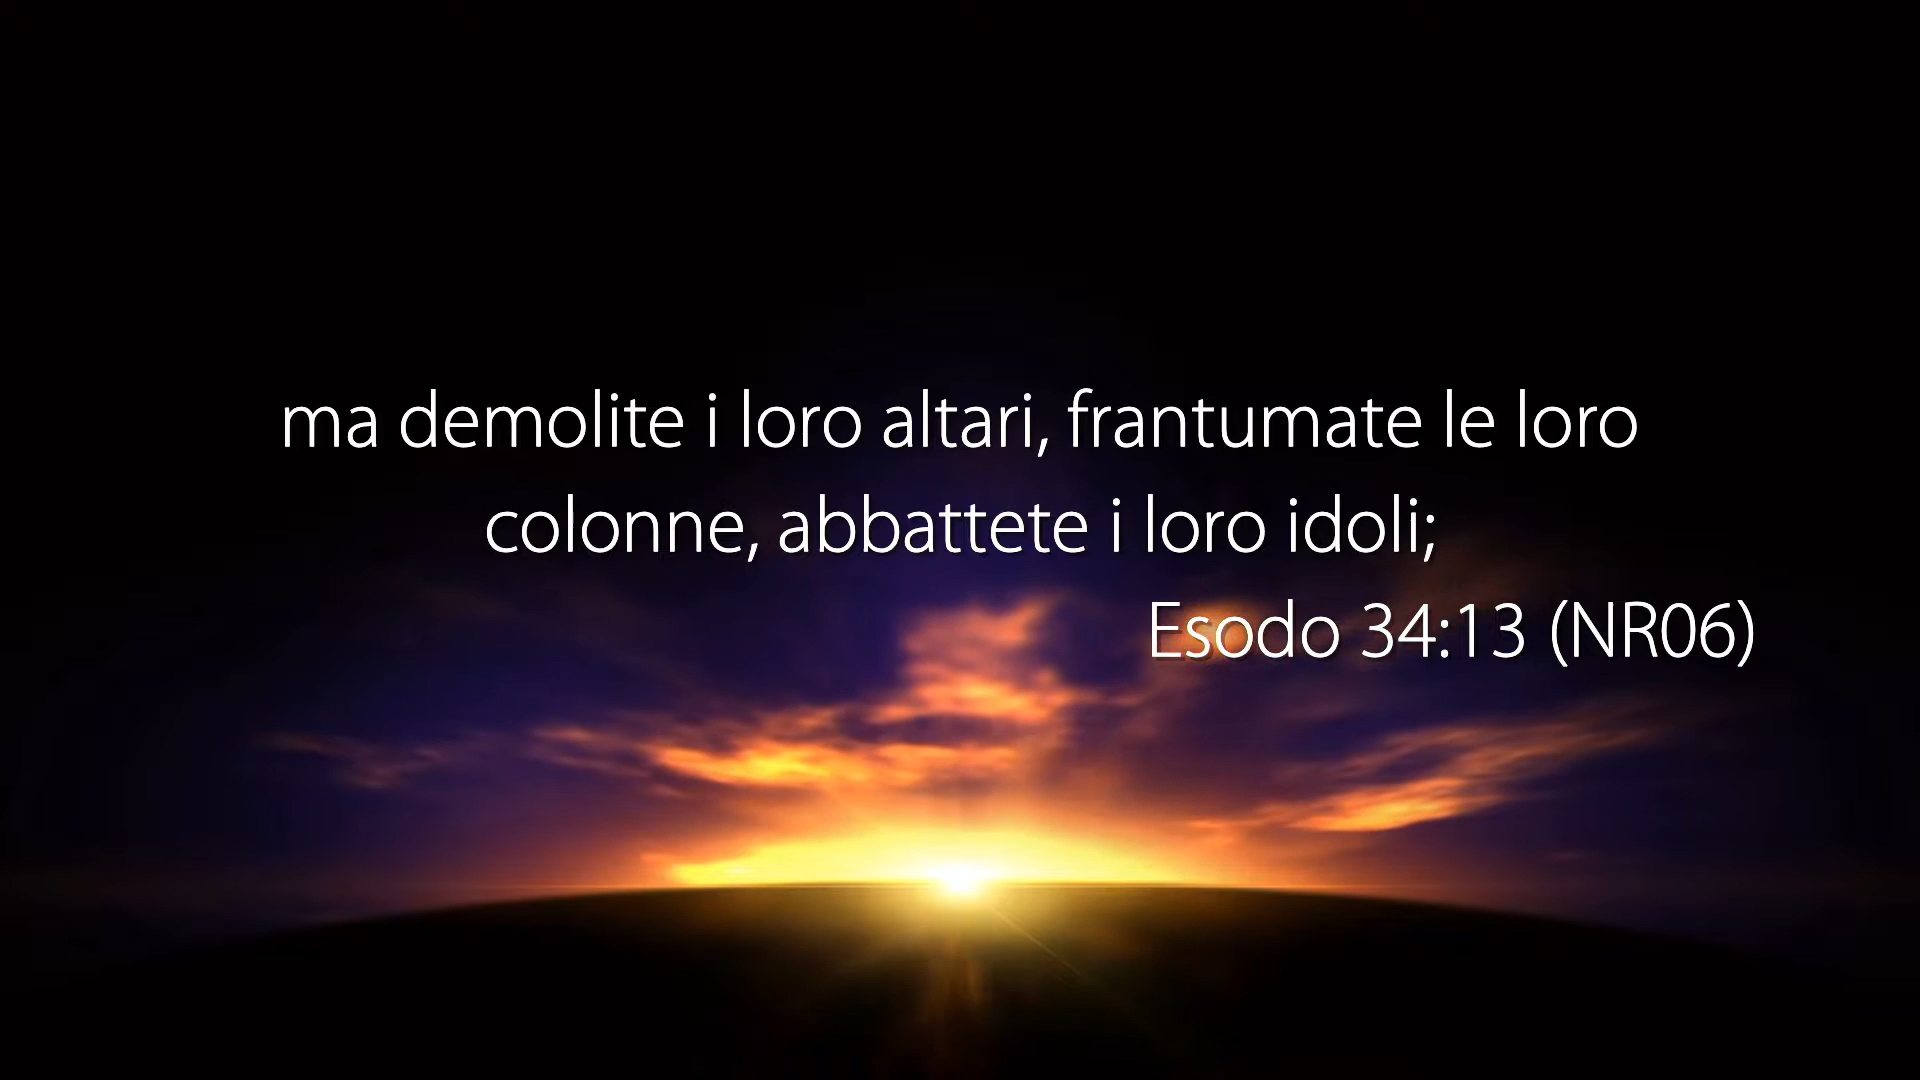 ma demolite i loro altari, frantumate le loro
colonne, abbattete i loro idoli;
Esodo 34:13 (NR06)